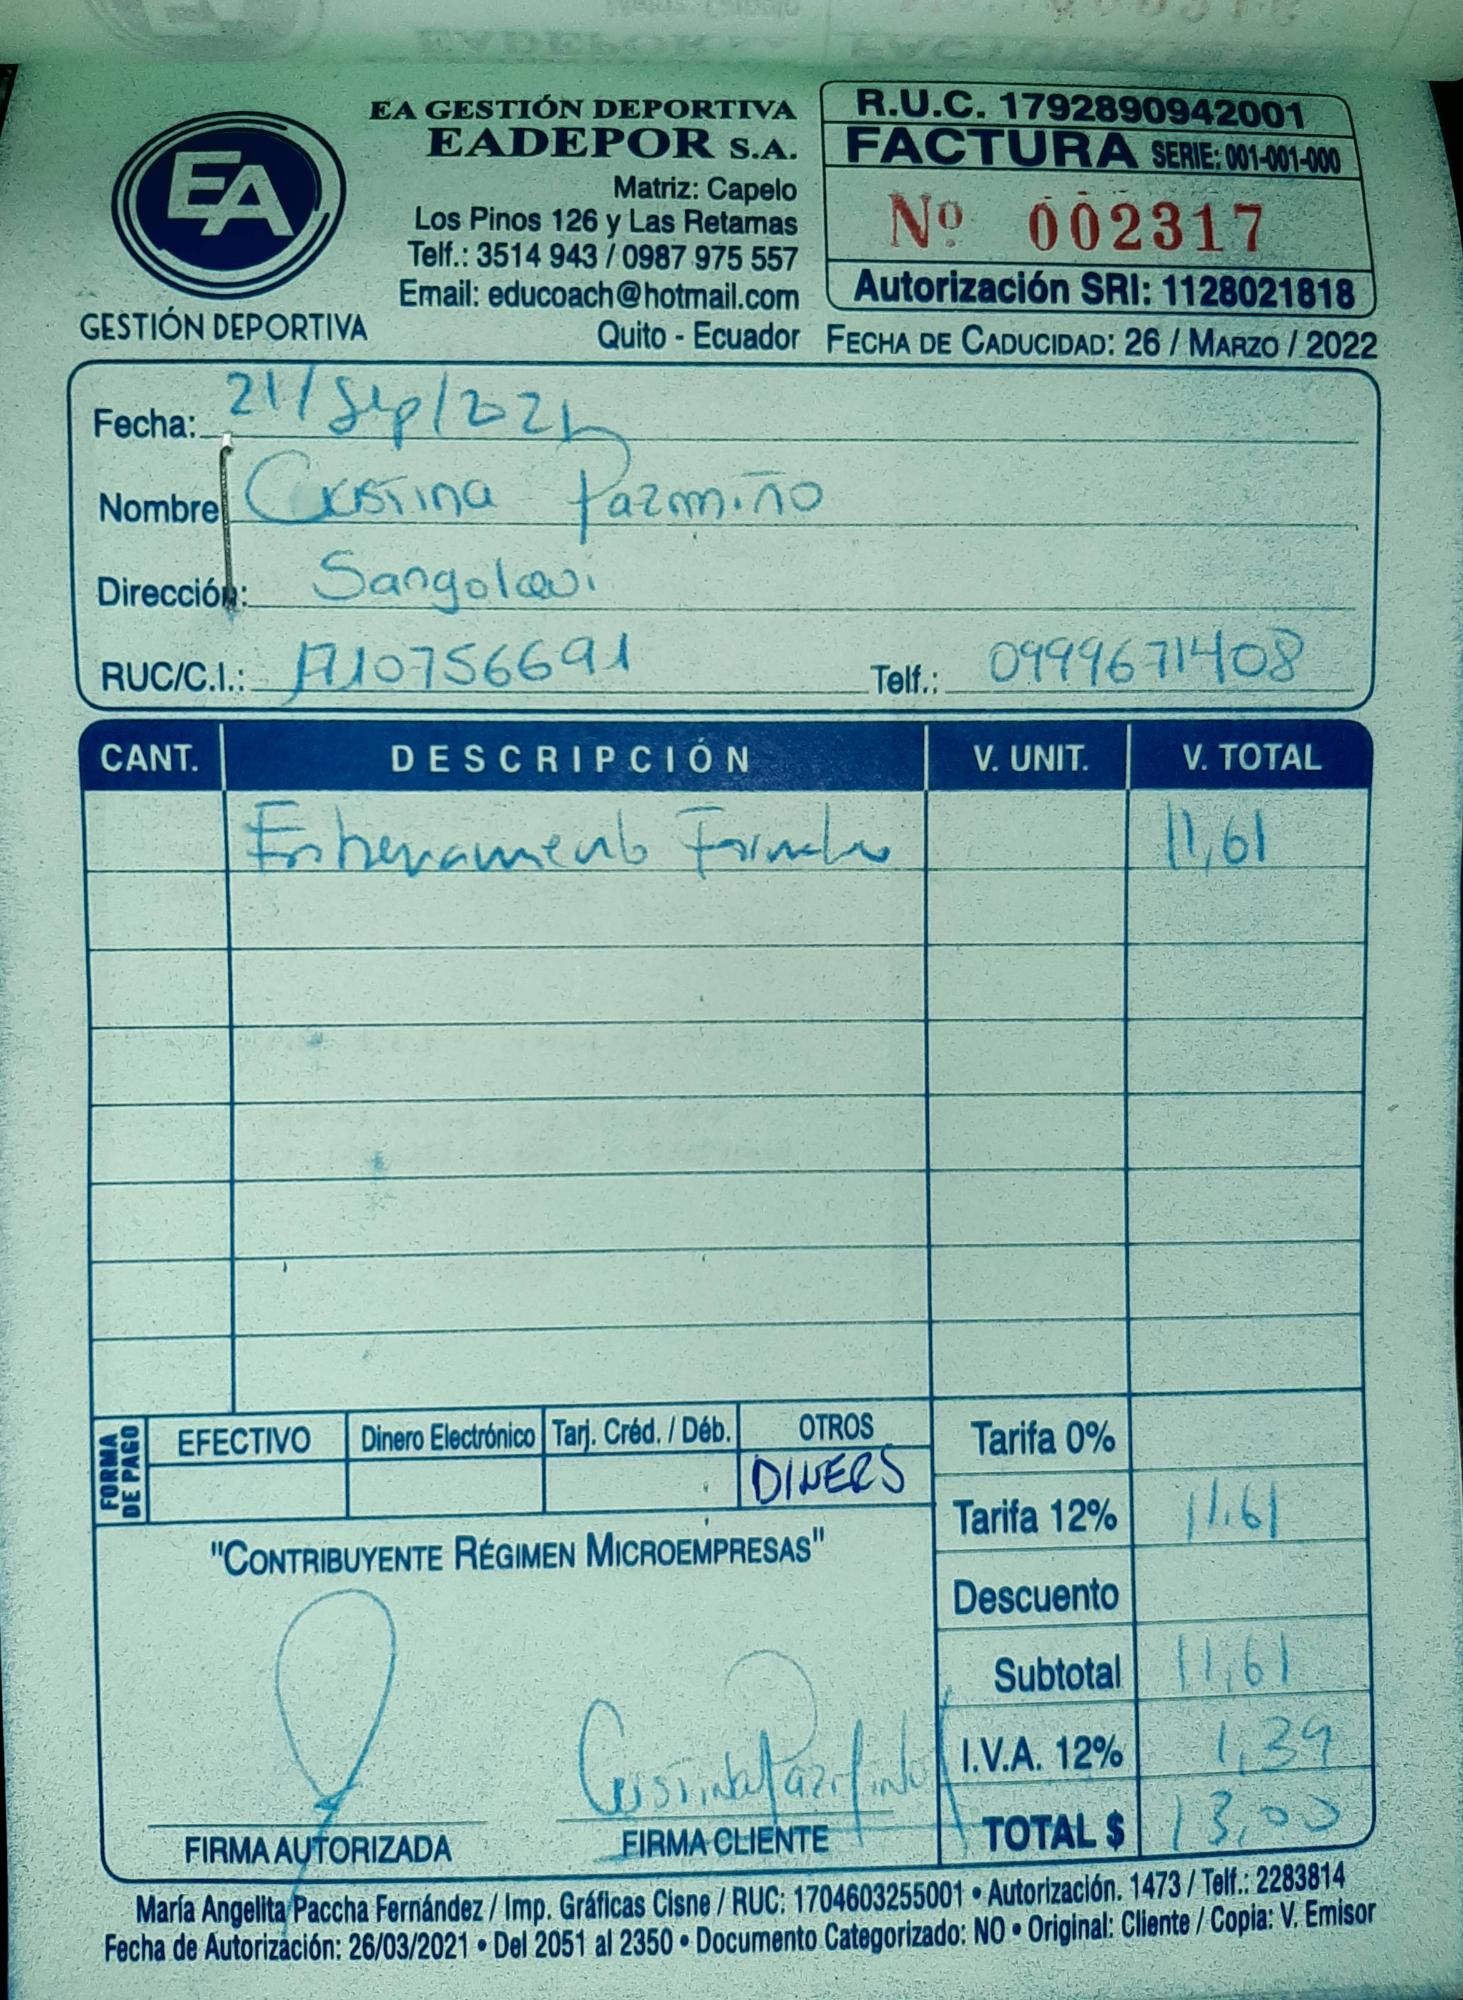 EA GESTIÓN DEPORTIVA
EADEPOR S.A.
Matriz: Capelo
Los Pinos 126 y Las Retamas
Telf.: 3514 943 / 0987 975 557
Email: educoach@hotmail.com
Quito - Ecuador
EA
GESTIÓN DEPORTIVA
R.U.C. 1792890942001
FACTURA SERIE: 001-001-000
Nº 002317
Autorización SRI: 1128021818
FECHA DE CADUCIDAD: 26 / MARZO / 2022
Fecha: 21/Sep/2021
Nombre Cristina Pazmiño
Dirección: Sangolqui
RUC/C.I.: 1710756691 Telf.: 0999671408
CANT. DESCRIPCIÓN V. UNIT. V. TOTAL
Entrenamiento 11,61
FORMA DE PAGO
EFECTIVO Dinero Electrónico Tarj. Créd. / Déb. OTROS
DINERS
Tarifa 0%
Tarifa 12% 11.61
Descuento
Subtotal 11,61
I.V.A. 12% 1,39
TOTAL $ 13,00
"CONTRIBUYENTE RÉGIMEN MICROEMPRESAS"
Cristina Pazmiño
FIRMA AUTORIZADA FIRMA CLIENTE
María Angelita Paccha Fernández / Imp. Gráficas Cisne / RUC: 1704603255001 • Autorización. 1473 / Telf.: 2283814
Fecha de Autorización: 26/03/2021 • Del 2051 al 2350 • Documento Categorizado: NO • Original: Cliente / Copia: V. Emisor